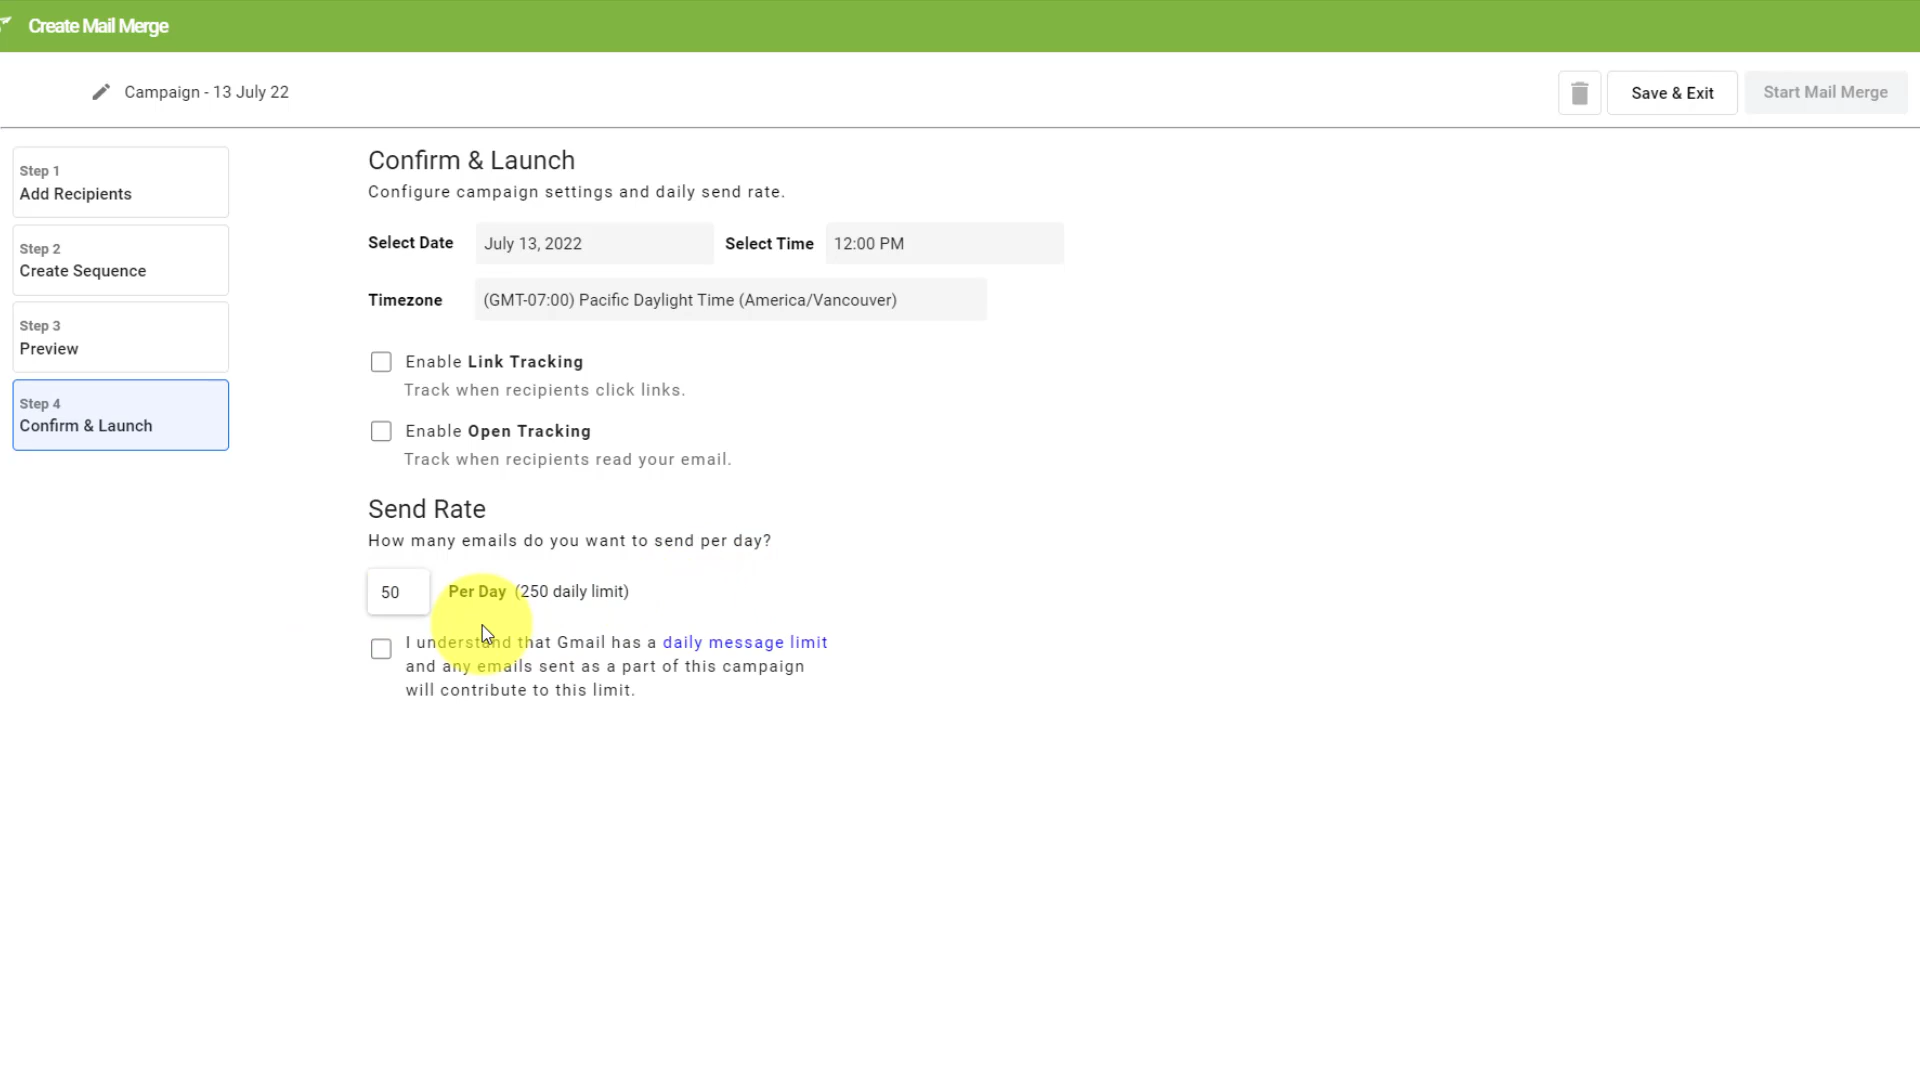 Create Mail Merge
Campaign - 13 July 22
Save & Exit
Start Mail Merge
Step 1
Add Recipients
Step 2
Create Sequence
Step 3
Preview
Step 4
Confirm & Launch
Confirm & Launch
Configure campaign settings and daily send rate.
Select Date July 13, 2022 Select Time 12:00 PM
Timezone (GMT-07:00) Pacific Daylight Time (America/Vancouver)
Enable Link Tracking
Track when recipients click links.
Enable Open Tracking
Track when recipients read your email.
Send Rate
How many emails do you want to send per day?
50 Per Day (250 daily limit)
I understand that Gmail has a daily message limit
and any emails sent as a part of this campaign
will contribute to this limit.